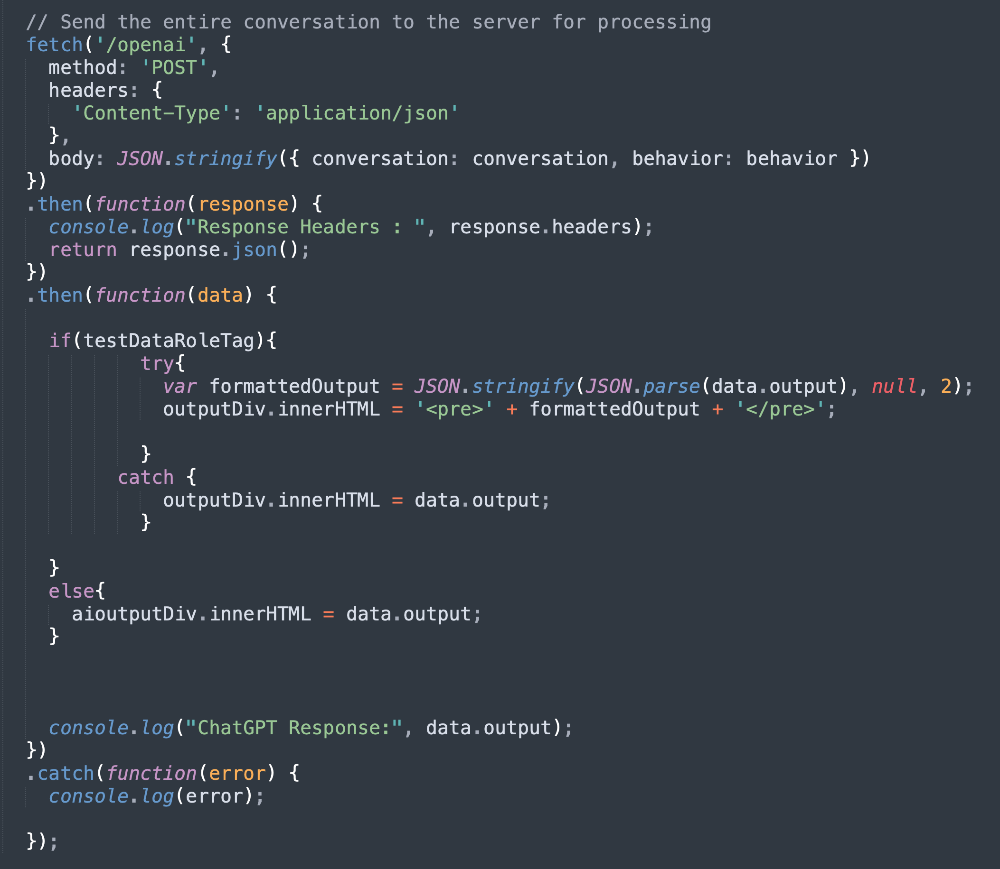 // Send the entire conversation to the server for processing
fetch('/openai', {
method: 'POST',
headers: {
'Content-Type': 'application/json'
},
body: JSON.stringify({ conversation: conversation, behavior: behavior })
})
.then(function(response) {
console.log("Response Headers : ", response.headers);
return response.json();
})
.then(function(data) {
if(testDataRoleTag){
try{
var formattedOutput = JSON.stringify(JSON.parse(data.output), null, 2);
outputDiv.innerHTML = '<pre>' + formattedOutput + '</pre>';
}
catch {
outputDiv.innerHTML = data.output;
}
}
else{
aioutputDiv.innerHTML = data.output;
}
console.log("ChatGPT Response:", data.output);
})
.catch(function(error) {
console.log(error);
});